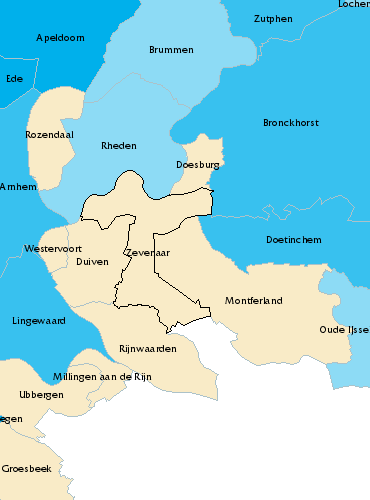 Lochem
Zutphen
Apeldoorn
Brummen
Ede
Bronckhorst
Rozendaal
Rheden
Doesburg
Arnhem
Doetinchem
Westervoort
Zevenaar
Duiven
Montferland
Lingewaard
Oude IJsse
Rijnwaarden
Millingen aan de Rijn
Ubbergen
egen
Groesbeek